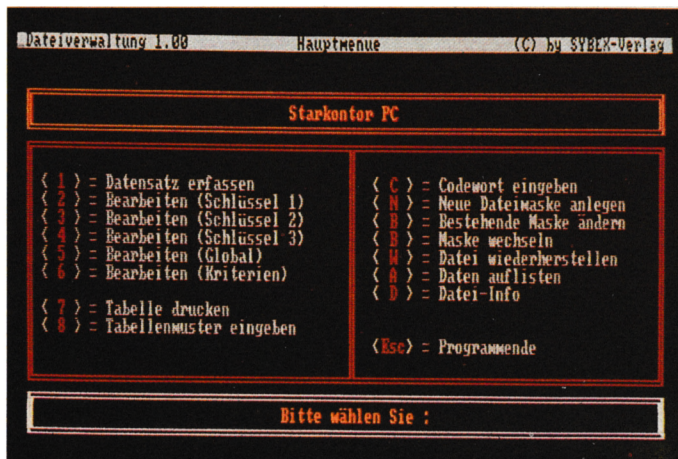 Dateiverwaltung 1.00 Hauptmenue (C) by SYBEX-Verlag
Starkontor PC
( 1 ) = Datensatz erfassen
( 2 ) = Bearbeiten (Schlüssel 1)
( 3 ) = Bearbeiten (Schlüssel 2)
( 4 ) = Bearbeiten (Schlüssel 3)
( 5 ) = Bearbeiten (Global)
( 6 ) = Bearbeiten (Kriterien)
( 7 ) = Tabelle drucken
( 8 ) = Tabellenmuster eingeben
( C ) = Codewort eingeben
( N ) = Neue Dateimaske anlegen
( B ) = Bestehende Maske ändern
( B ) = Maske wechseln
( W ) = Datei wiederherstellen
( A ) = Daten auflisten
( D ) = Datei-Info
(Esc) = Programmende
Bitte wählen Sie :